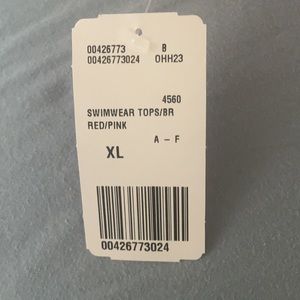 00426773 B
00426773024 OHH23
4560
SWIMWEAR TOPS/BR
RED/PINK
A - F
XL
00426773024